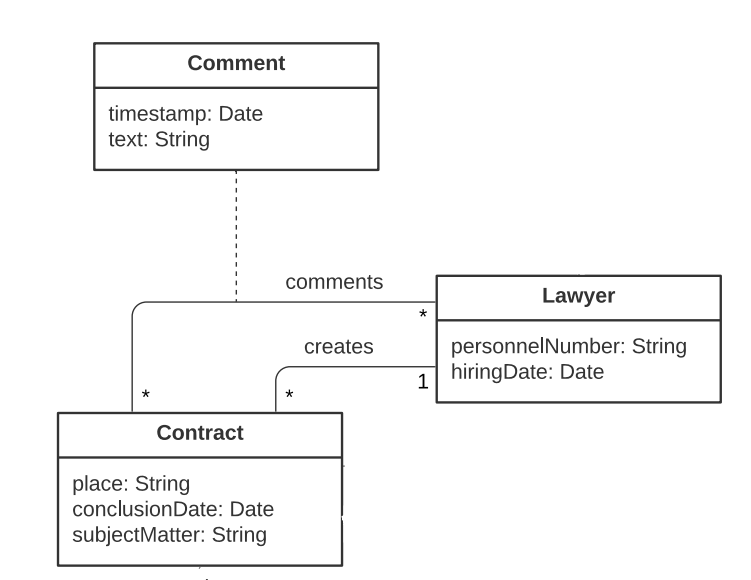 Comment
timestamp: Date
text: String
comments
Lawyer
*
personnelNumber: String
hiringDate: Date
creates
1
*
*
Contract
place: String
conclusionDate: Date
subjectMatter: String